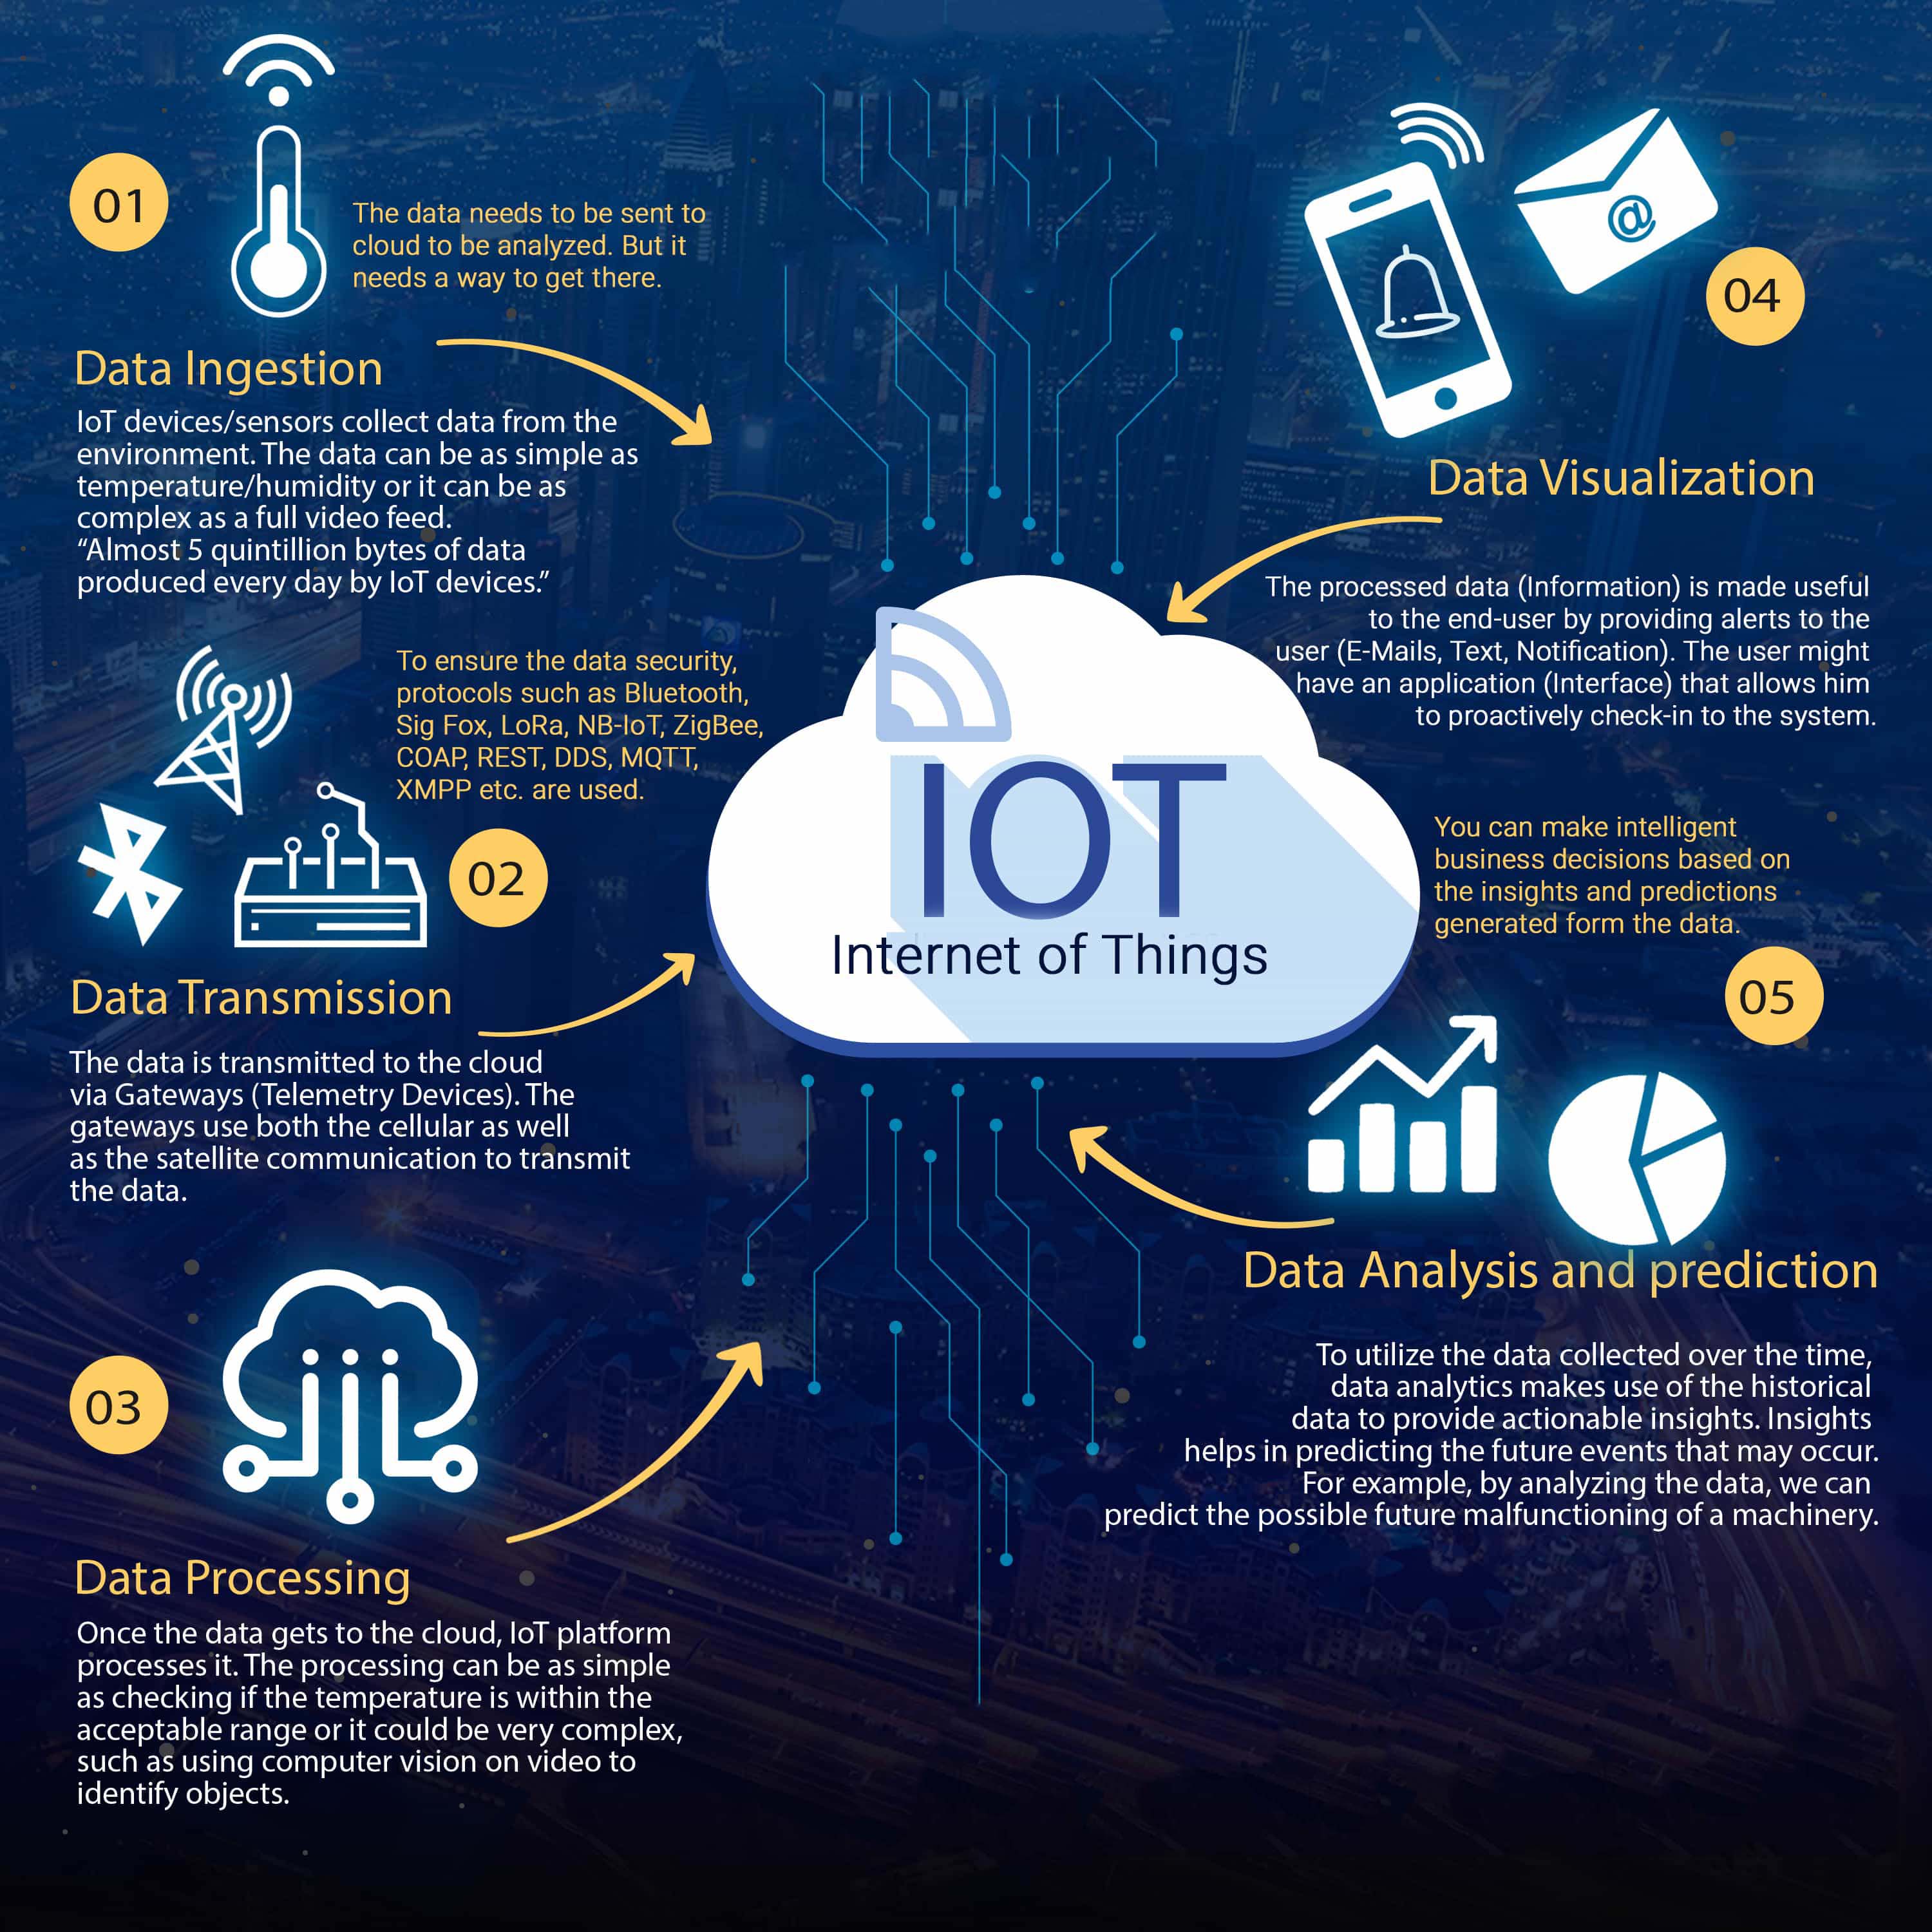 01
The data needs to be sent to
cloud to be analyzed. But it
needs a way to get there.
Data Ingestion
IoT devices/sensors collect data from the
environment. The data can be as simple as
temperature/humidity or it can be as
complex as a full video feed.
“Almost 5 quintillion bytes of data
produced every day by IoT devices.”
To ensure the data security,
protocols such as Bluetooth,
Sig Fox, LoRa, NB-IoT, ZigBee,
COAP, REST, DDS, MQTT,
XMPP etc. are used.
02
Data Transmission
The data is transmitted to the cloud
via Gateways (Telemetry Devices). The
gateways use both the cellular as well
as the satellite communication to transmit
the data.
03
Data Processing
Once the data gets to the cloud, IoT platform
processes it. The processing can be as simple
as checking if the temperature is within the
acceptable range or it could be very complex,
such as using computer vision on video to
identify objects.
IOT
Internet of Things
@
04
Data Visualization
The processed data (Information) is made useful
to the end-user by providing alerts to the
user (E-Mails, Text, Notification). The user might
have an application (Interface) that allows him
to proactively check-in to the system.
You can make intelligent
business decisions based on
the insights and predictions
generated form the data.
05
Data Analysis and prediction
To utilize the data collected over the time,
data analytics makes use of the historical
data to provide actionable insights. Insights
helps in predicting the future events that may occur.
For example, by analyzing the data, we can
predict the possible future malfunctioning of a machinery.